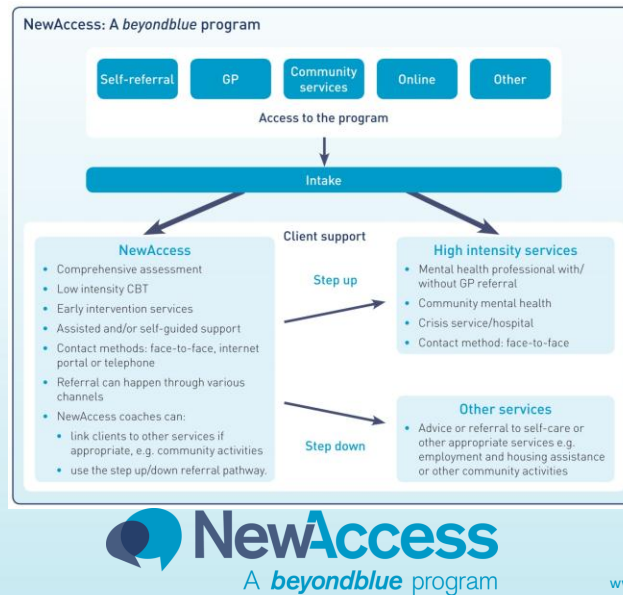 NewAccess: A beyondblue program
Self-referral
GP
Community
services
Online
Other
Access to the program
Intake
Client support
NewAccess
• Comprehensive assessment
• Low intensity CBT
• Early intervention services
• Assisted and/or self-guided support
• Contact methods: face-to-face, internet
portal or telephone
• Referral can happen through various
channels
• NewAccess coaches can:
• link clients to other services if
appropriate, e.g. community activities
• use the step up/down referral pathway.
Step up
Step down
High intensity services
• Mental health professional with/
without GP referral
• Community mental health
• Crisis service/hospital
• Contact method: face-to-face
Other services
• Advice or referral to self-care or
other appropriate services e.g.
employment and housing assistance
or other community activities
NewAccess
A beyondblue program